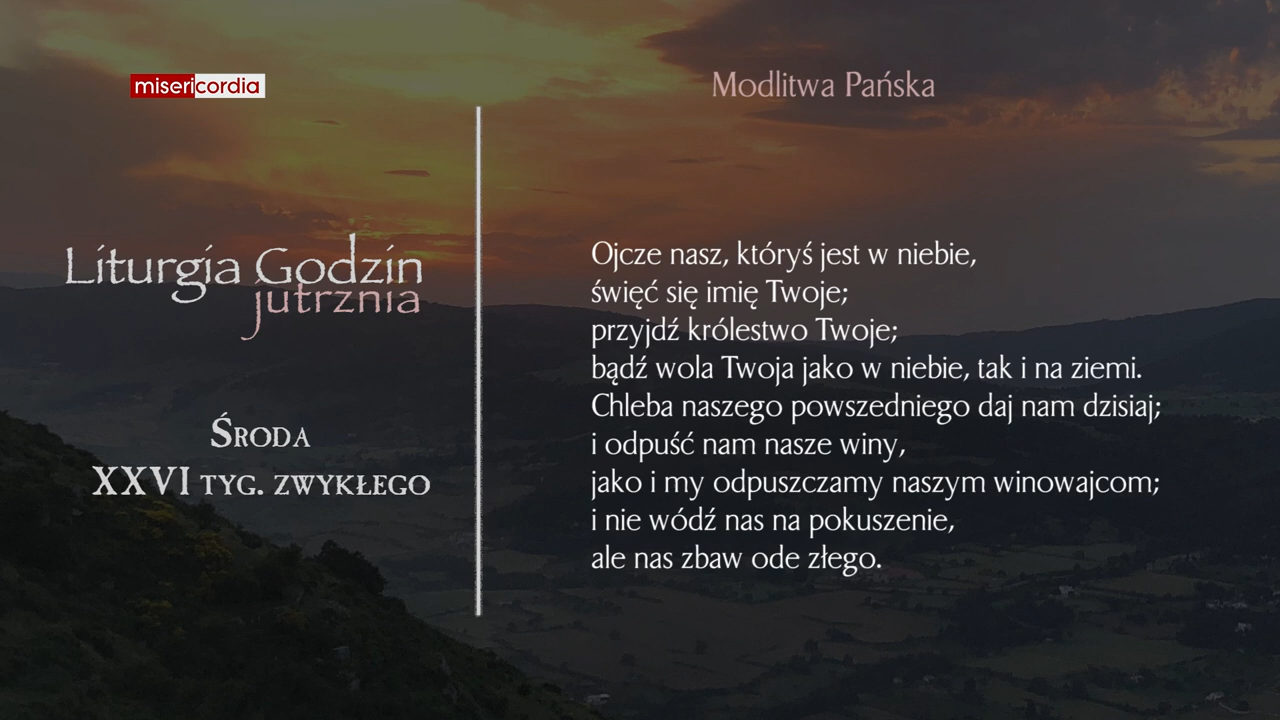 misericordia
Liturgia Godzin
jutrznia
Środa
XXVI tyg. zwykłego
Modlitwa Pańska
Ojcze nasz, któryś jest w niebie,
święć się imię Twoje;
przyjdź królestwo Twoje;
bądź wola Twoja jako w niebie, tak i na ziemi.
Chleba naszego powszedniego daj nam dzisiaj;
i odpuść nam nasze winy,
jako i my odpuszczamy naszym winowajcom;
i nie wódź nas na pokuszenie,
ale nas zbaw ode złego.